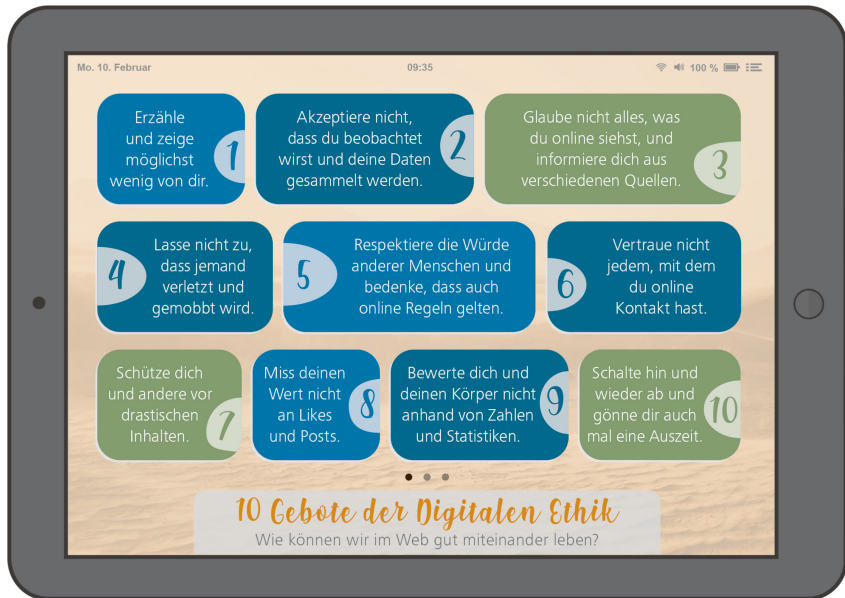 Mo. 10. Februar
09:35
100 %
Erzähle
und zeige
möglichst
wenig von dir.
1
Akzeptiere nicht,
dass du beobachtet
wirst und deine Daten
gesammelt werden.
2
Glaube nicht alles, was
du online siehst, und
informiere dich aus
verschiedenen Quellen.
3
4
Lasse nicht zu,
dass jemand
verletzt und
gemobbt wird.
5
Respektiere die Würde
anderer Menschen und
bedenke, dass auch
online Regeln gelten.
6
Vertraue nicht
jedem, mit dem
du online
Kontakt hast.
Schütze dich
und andere vor
drastischen
Inhalten.
7
Miss deinen
Wert nicht
an Likes
und Posts.
8
Bewerte dich und
deinen Körper nicht
anhand von Zahlen
und Statistiken.
9
Schalte hin und
wieder ab und
gönne dir auch
mal eine Auszeit.
10
10 Gebote der Digitalen Ethik
Wie können wir im Web gut miteinander leben?